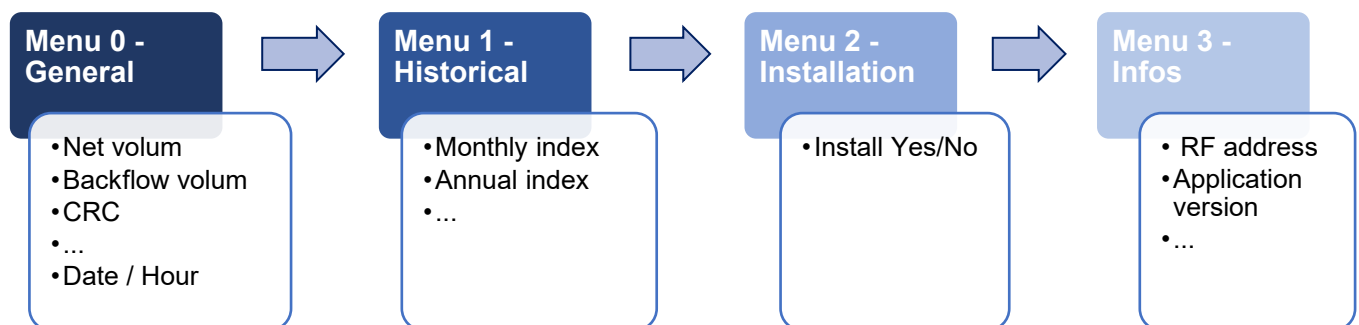 Menu 0 -
General
•Net volum
•Backflow volum
•CRC
•...
•Date / Hour
Menu 1 -
Historical
•Monthly index
•Annual index
•...
Menu 2 -
Installation
•Install Yes/No
Menu 3 -
Infos
• RF address
•Application
version
•...